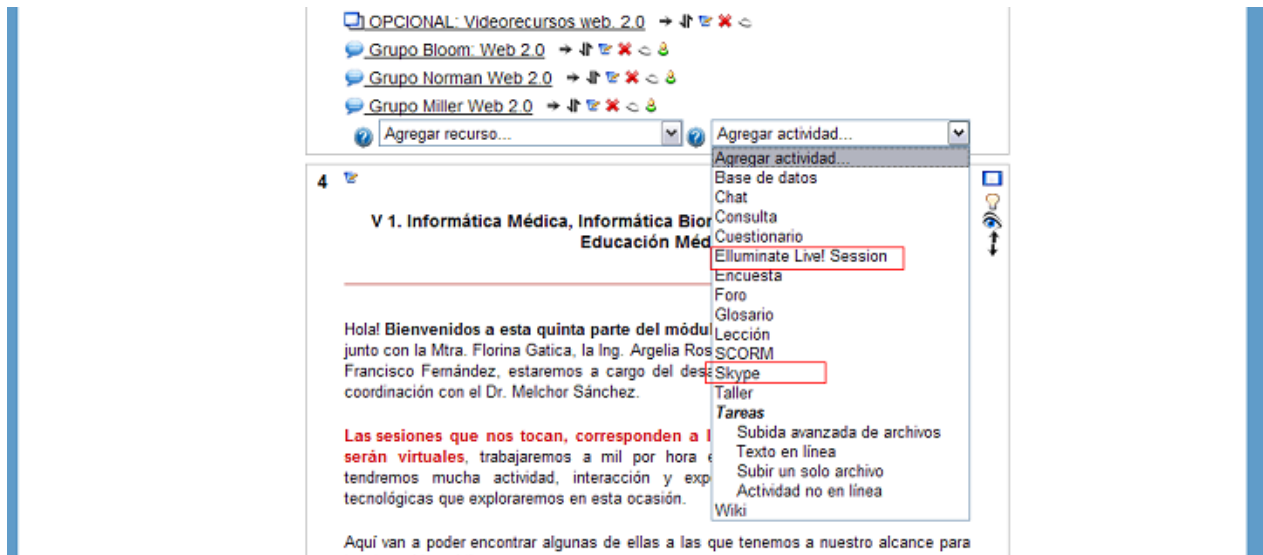 OPCIONAL: Videorecursos web. 2.0
Grupo Bloom: Web 2.0
Grupo Norman Web 2.0
Grupo Miller Web 2.0
Agregar recurso... Agregar actividad...
Agregar actividad...
Base de datos
Chat
Consulta
Cuestionario
Elluminate Live! Session
Encuesta
Foro
Glosario
Lección
SCORM
Skype
Taller
Tareas
Subida avanzada de archivos
Texto en línea
Subir un solo archivo
Actividad no en línea
Wiki
4
V 1. Informática Médica, Informática
Educación
Hola! Bienvenidos a esta quinta parte del
junto con la Mtra. Florina Gatica, la Ing. Argelia
Francisco Fernández, estaremos a cargo del
coordinación con el Dr. Melchor Sánchez.
Las sesiones que nos tocan, corresponden a
serán virtuales, trabajaremos a mil por hora
tendremos mucha actividad, interacción y
tecnológicas que exploraremos en esta ocasión.
Aquí van a poder encontrar algunas de ellas a las que tenemos a nuestro alcance para